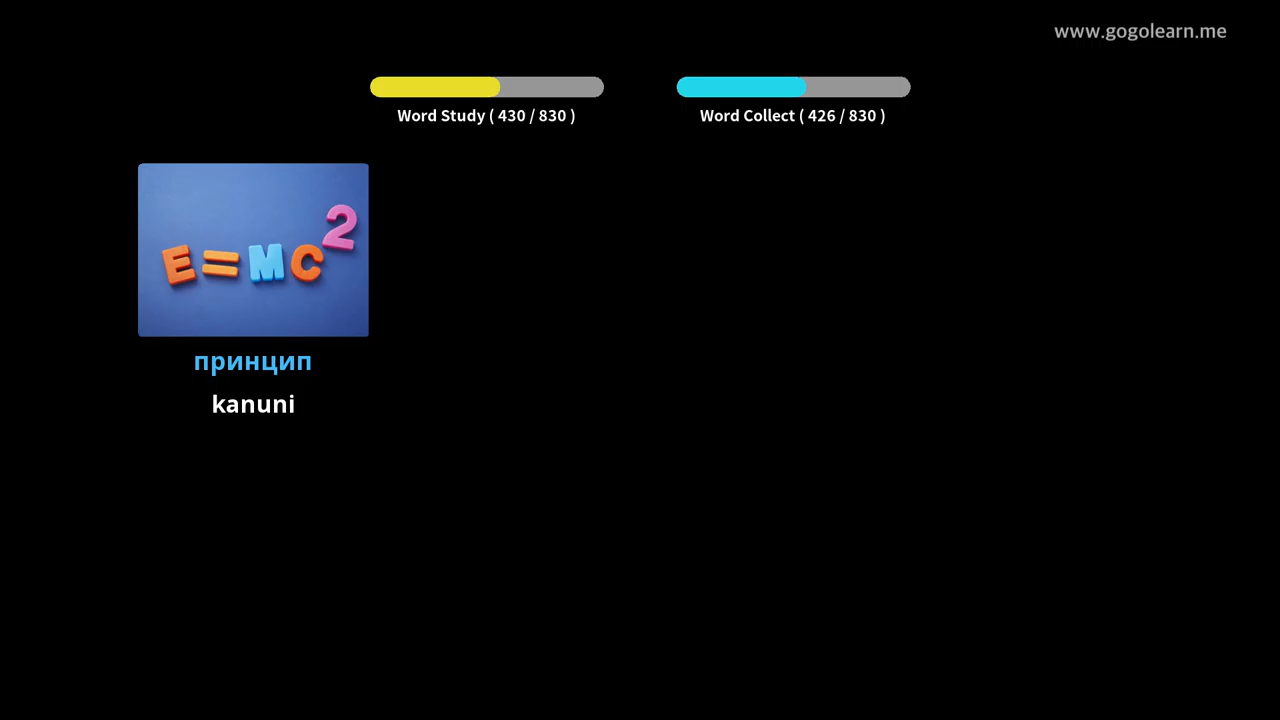 www.gogolearn.me
Word Study ( 430 / 830 )
Word Collect ( 426 / 830 )
E=MC2
принцип
kanuni